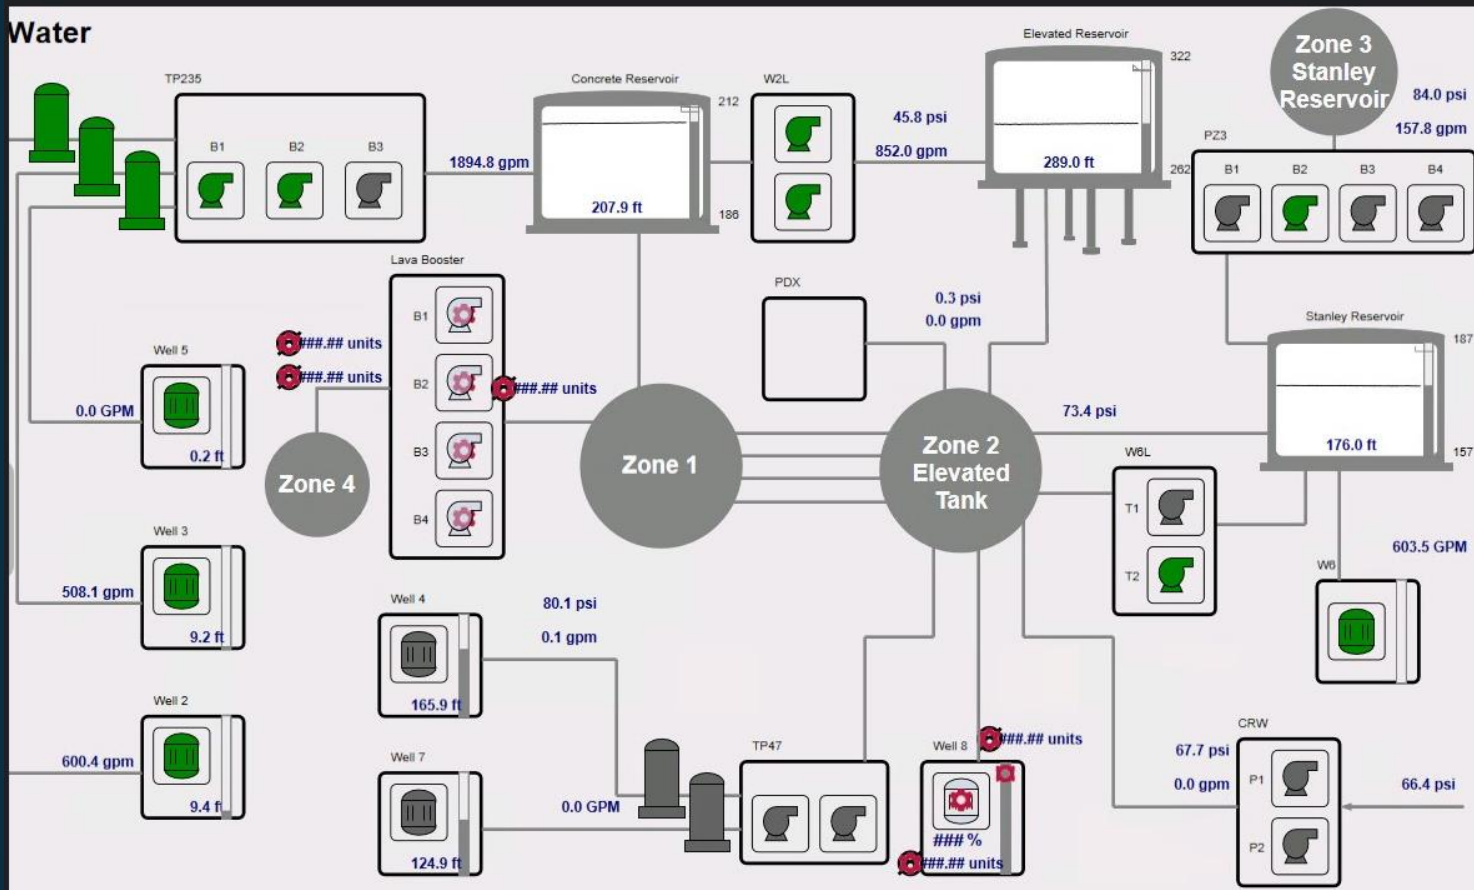 Water
TP235
B1
B2
B3
1894.8 gpm
Concrete Reservoir
212
207.9 ft
186
W2L
45.8 psi
852.0 gpm
Elevated Reservoir
322
289.0 ft
262
Zone 3
Stanley
Reservoir
84.0 psi
157.8 gpm
PZ3
B1
B2
B3
B4
Lava Booster
B1
B2
B3
B4
###.## units
###.## units
###.## units
PDX
0.3 psi
0.0 gpm
Stanley Reservoir
187
176.0 ft
157
Well 5
0.0 GPM
0.2 ft
Zone 4
Zone 1
Zone 2
Elevated
Tank
73.4 psi
W6L
T1
T2
603.5 GPM
W6
Well 3
508.1 gpm
9.2 ft
Well 4
80.1 psi
0.1 gpm
165.9 ft
Well 2
600.4 gpm
9.4 ft
Well 7
0.0 GPM
124.9 ft
TP47
Well 8
###.## units
### %
###.## units
CRW
67.7 psi
0.0 gpm
P1
P2
66.4 psi